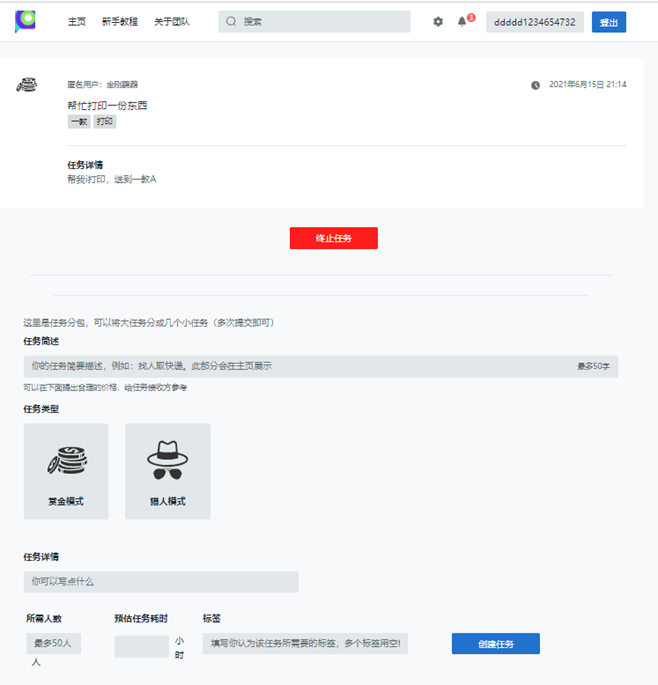 主页 新手教程 关于团队 搜索 3 ddddd1234654732 登出
匿名用户：金刚鹦鹉 2021年6月15日 21:14
帮忙打印一份东西
一教 打印
任务详情
帮我i打印，送到一教A
终止任务
这里是任务分包，可以将大任务分成几个小任务（多次提交即可）
任务简述
你的任务简要描述，例如：找人取快递。此部分会在主页展示 最多50字
可以在下面提出合理的价格，给任务接收方参考
任务类型
赏金模式 猎人模式
任务详情
你可以写点什么
所需人数 预估任务耗时 标签
最多50人 小 填写你认为该任务所需要的标签，多个标签用空 创建任务
人 时